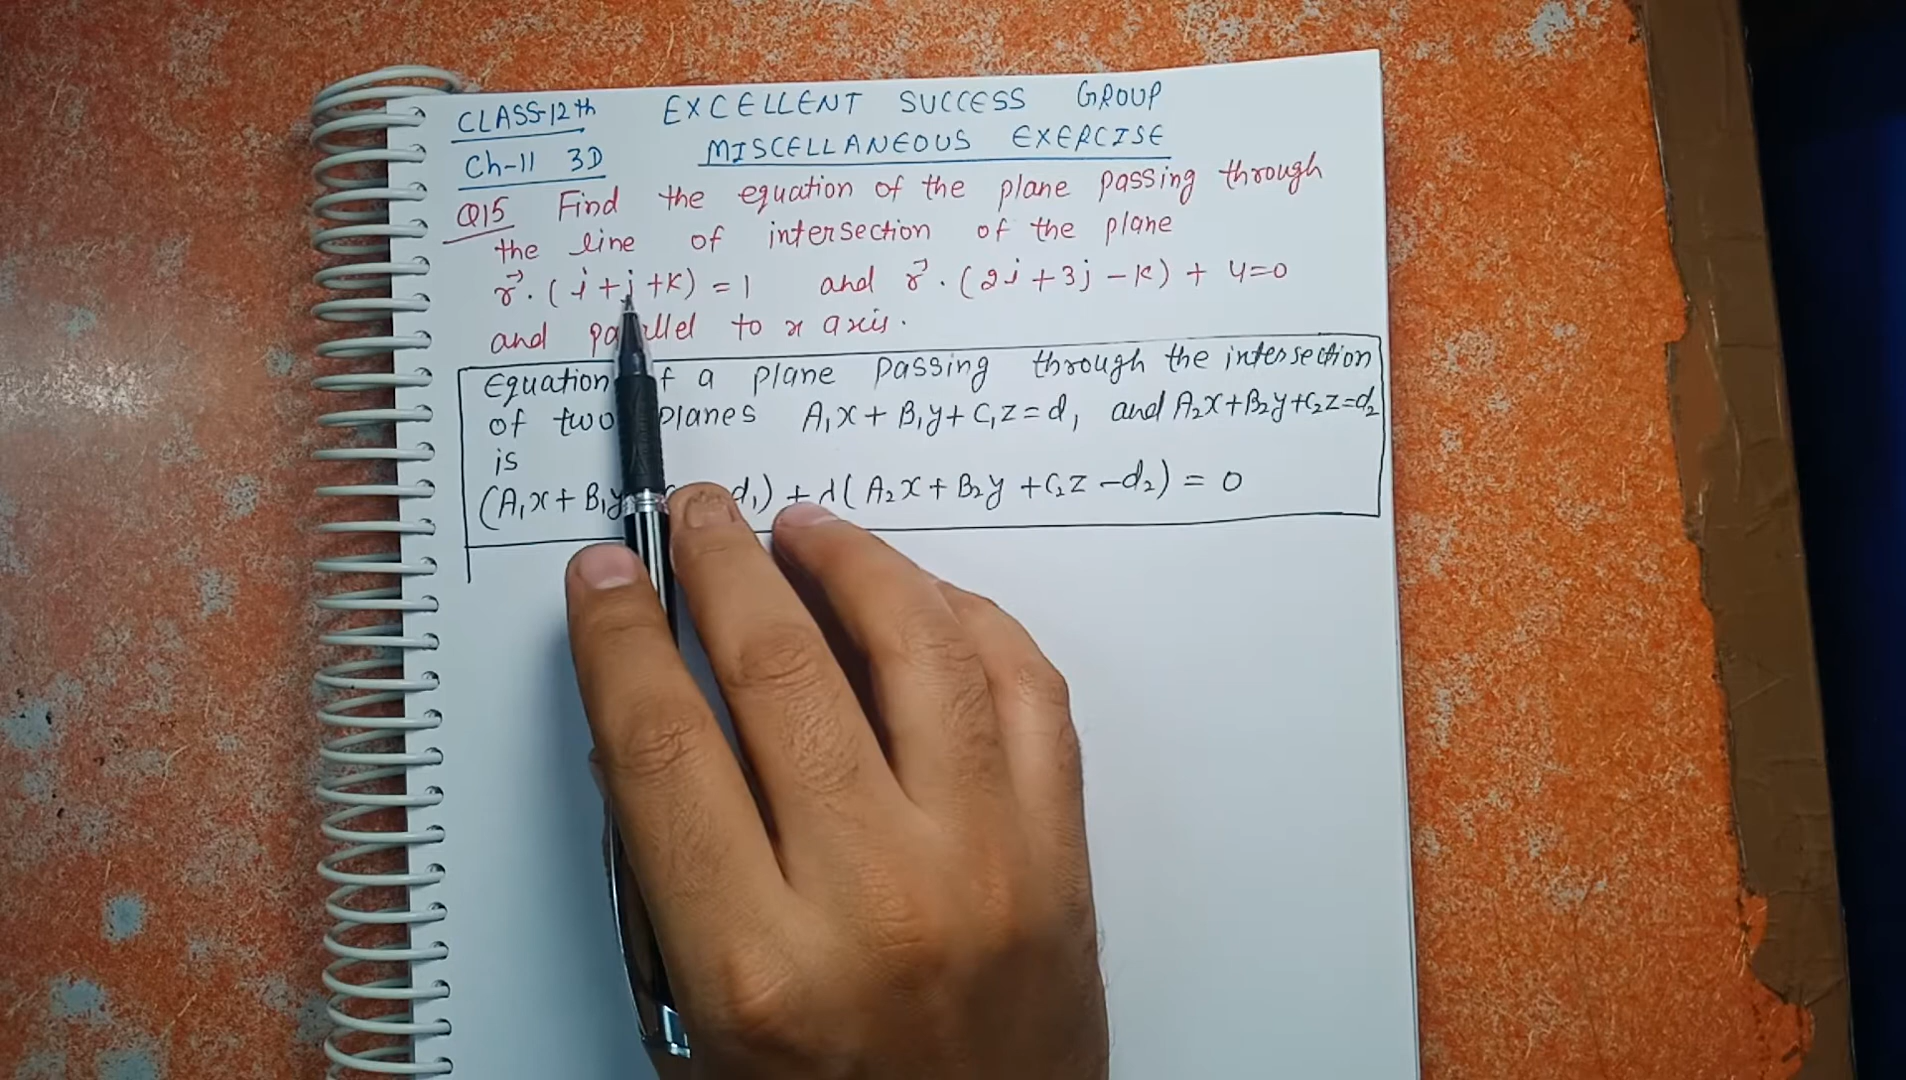 CLASS-12th EXCELLENT SUCCESS GROUP
Ch-11 3D MISCELLANEOUS EXERCISE
Q15 Find the equation of the plane passing through
the line of intersection of the plane
r⃗.(i+j+k) = 1 and r⃗.(2i+3j-k) + 4=0
and parallel to x axis.
Equation of a plane passing through the intersection
of two planes A₁x + B₁y + C₁z = d₁ and A₂x+B₂y+C₂z=d₂
is
(A₁x + B₁y d₁) + λ(A₂x + B₂y + C₂z - d₂) = 0